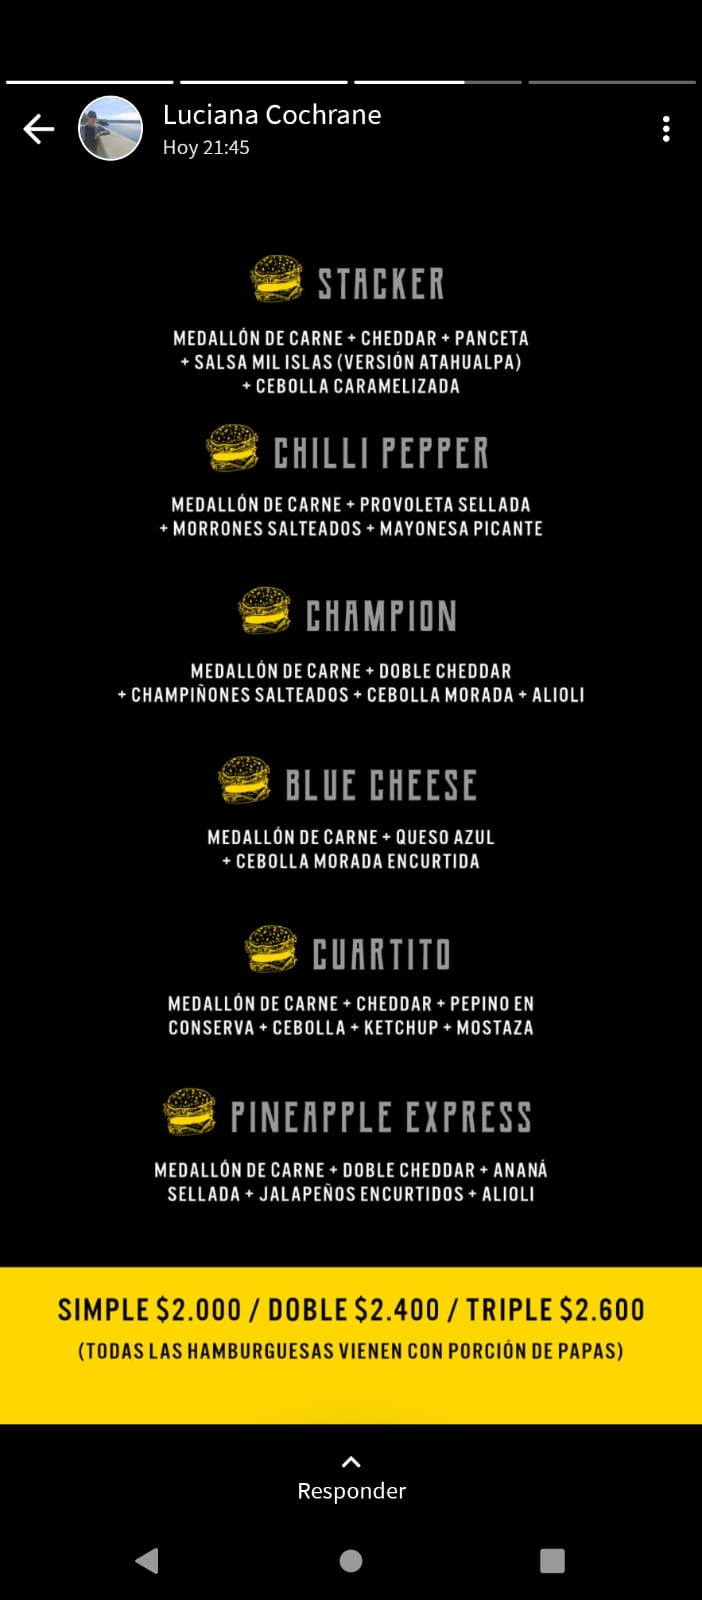 Luciana Cochrane
Hoy 21:45
STACKER
MEDALLÓN DE CARNE + CHEDDAR + PANCETA
+ SALSA MIL ISLAS (VERSIÓN ATAHUALPA)
+ CEBOLLA CARAMELIZADA
CHILLI PEPPER
MEDALLÓN DE CARNE + PROVOLETA SELLADA
+ MORRONES SALTEADOS + MAYONESA PICANTE
CHAMPION
MEDALLÓN DE CARNE + DOBLE CHEDDAR
+ CHAMPIÑONES SALTEADOS + CEBOLLA MORADA + ALIOLI
BLUE CHEESE
MEDALLÓN DE CARNE + QUESO AZUL
+ CEBOLLA MORADA ENCURTIDA
CUARTITO
MEDALLÓN DE CARNE + CHEDDAR + PEPINO EN
CONSERVA + CEBOLLA + KETCHUP + MOSTAZA
PINEAPPLE EXPRESS
MEDALLÓN DE CARNE + DOBLE CHEDDAR + ANANÁ
SELLADA + JALAPEÑOS ENCURTIDOS + ALIOLI
SIMPLE $2.000 / DOBLE $2.400 / TRIPLE $2.600
(TODAS LAS HAMBURGUESAS VIENEN CON PORCIÓN DE PAPAS)
Responder